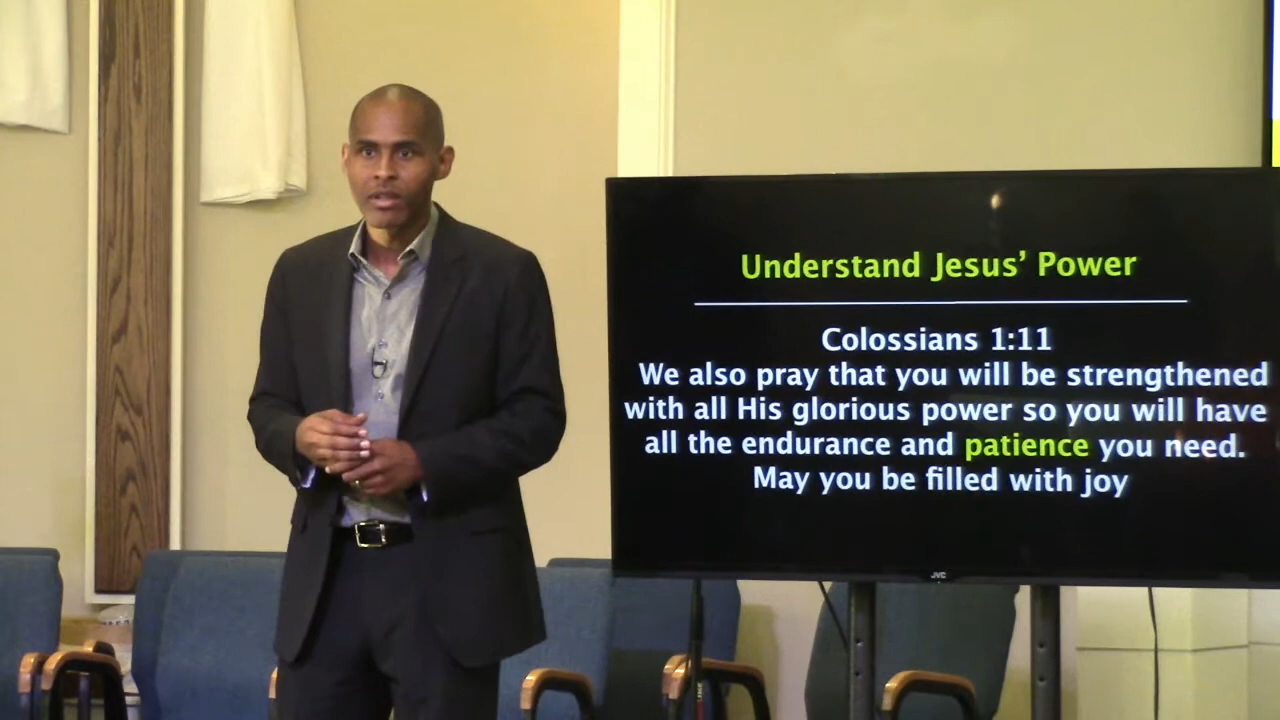 Understand Jesus’ Power
Colossians 1:11
We also pray that you will be strengthened
with all His glorious power so you will have
all the endurance and patience you need.
May you be filled with joy
JVC